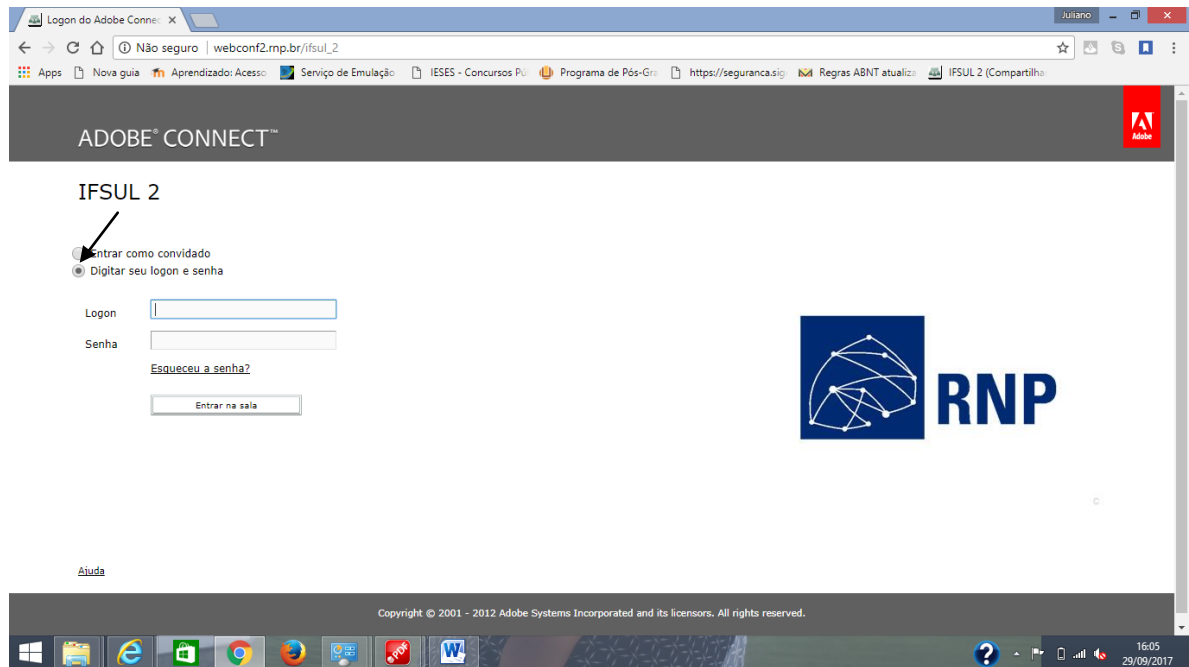 Logon do Adobe Connec
Juliano
Não seguro webconf2.rnp.br/ifsul_2
Apps Nova guia Aprendizado: Acesso Serviço de Emulação IESES - Concursos Pú Programa de Pós-Gra https://seguranca.sig Regras ABNT atualiza IFSUL 2 (Compartilha
ADOBE® CONNECT™
Adobe
IFSUL 2
Entrar como convidado
Digitar seu logon e senha
Logon
Senha
Esqueceu a senha?
Entrar na sala
RNP
Ajuda
Copyright © 2001 - 2012 Adobe Systems Incorporated and its licensors. All rights reserved.
16:05
29/09/2017